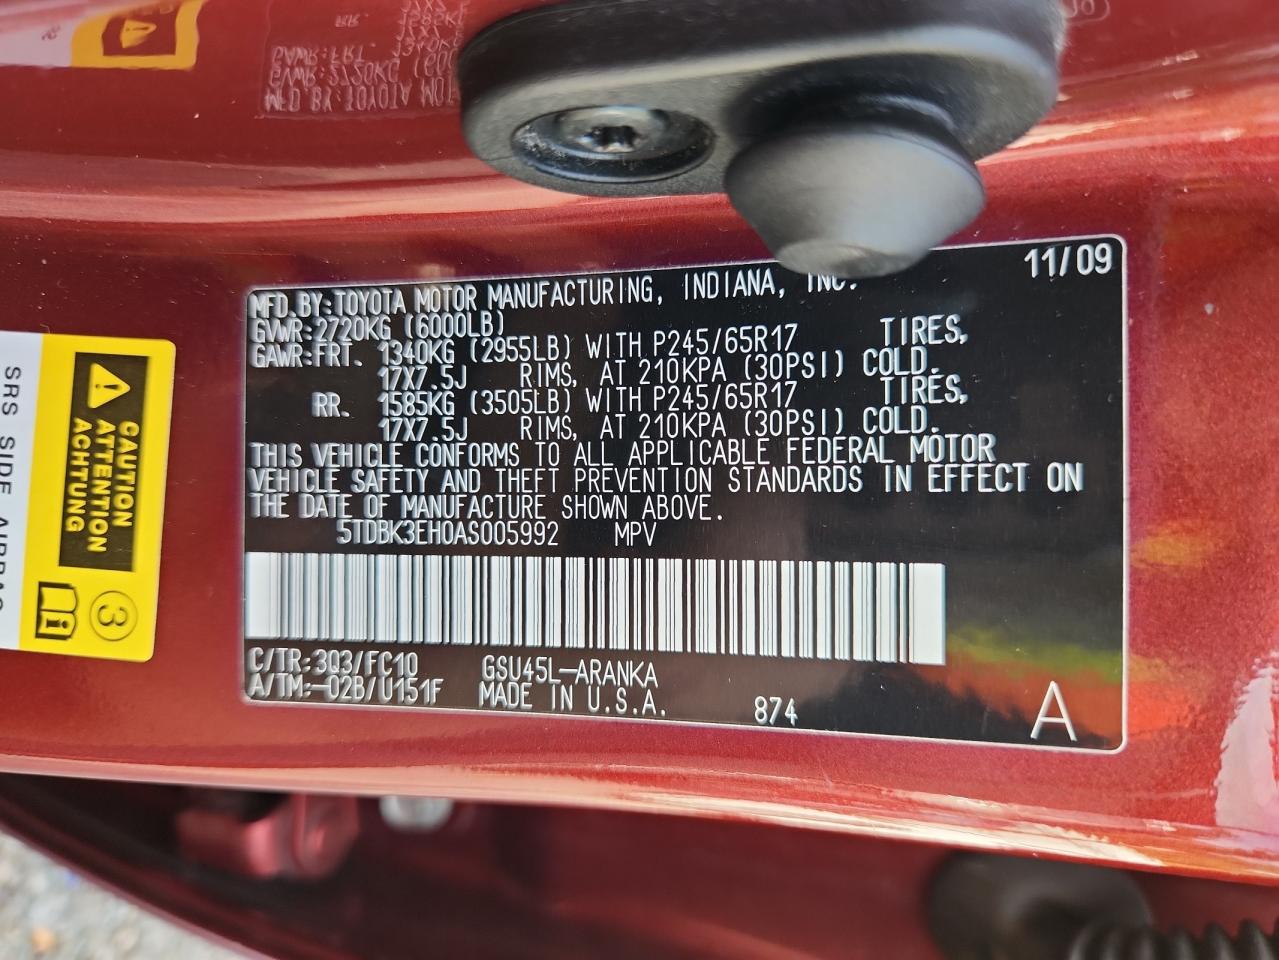 11/09
MFD.BY:TOYOTA MOTOR MANUFACTURING, INDIANA, INC.
GVWR:2720KG (6000LB)
GAWR:FRT. 1340KG (2955LB) WITH P245/65R17 TIRES,
17X7.5J RIMS, AT 210KPA (30PSI) COLD.
RR. 1585KG (3505LB) WITH P245/65R17 TIRES,
17X7.5J RIMS, AT 210KPA (30PSI) COLD.
THIS VEHICLE CONFORMS TO ALL APPLICABLE FEDERAL MOTOR
VEHICLE SAFETY AND THEFT PREVENTION STANDARDS IN EFFECT ON
THE DATE OF MANUFACTURE SHOWN ABOVE.
5TDBK3EH0AS005992 MPV
C/TR:3Q3/FC10 GSU45L-ARANKA
A/TM:-02B/U151F MADE IN U.S.A. 874
A
CAUTION
ATTENTION
ACHTUNG
3
SRS SIDE AIRBAG